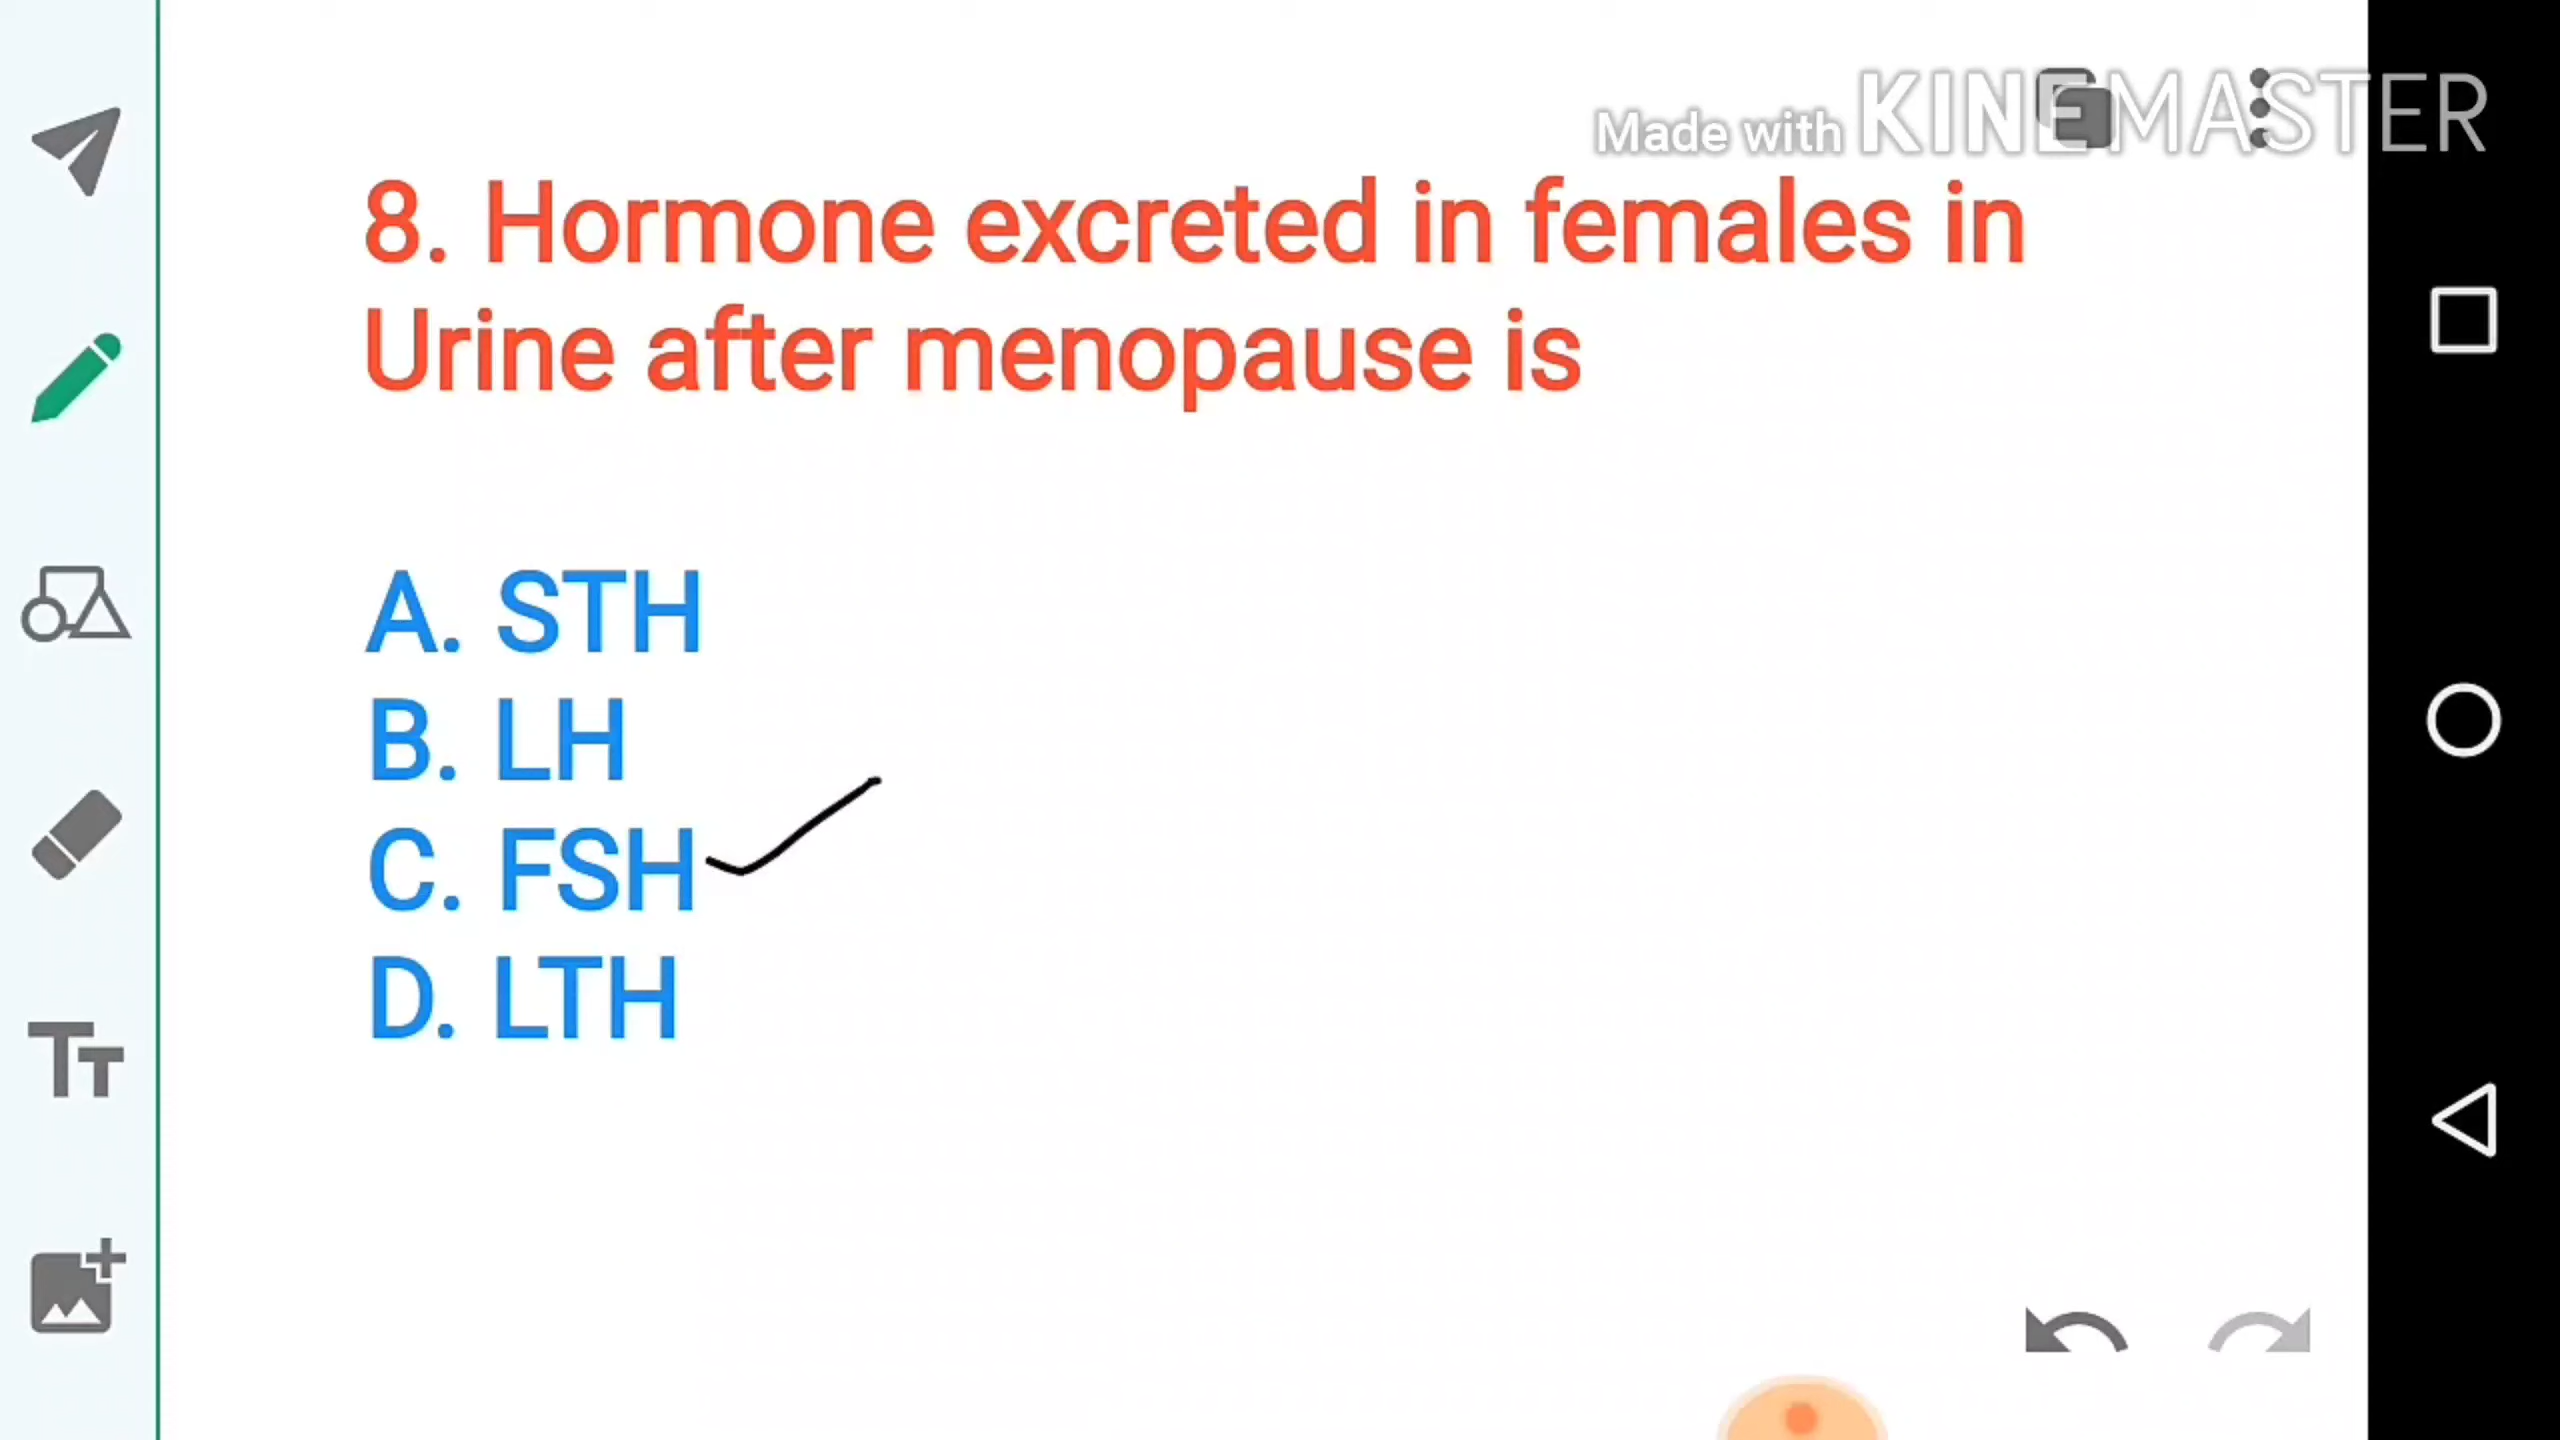 Made with KINEMASTER
8. Hormone excreted in females in
Urine after menopause is
A. STH
B. LH
C. FSH
D. LTH